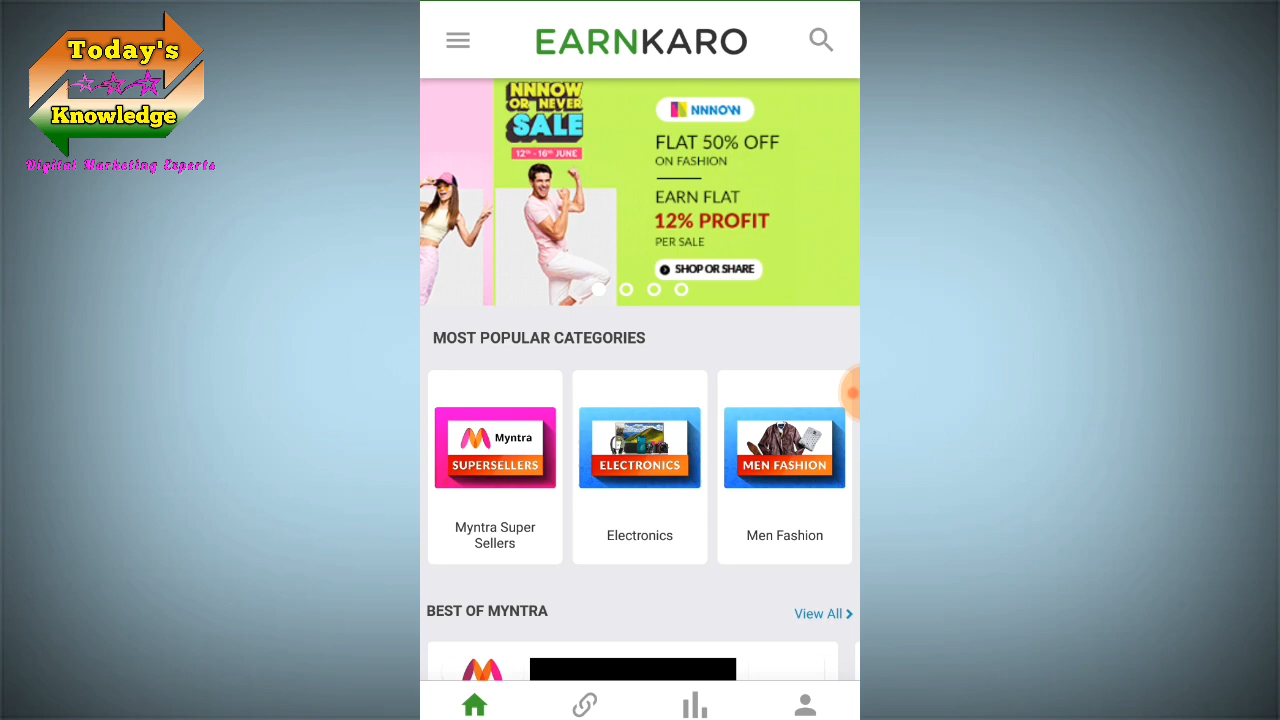 Today's
Knowledge
Digital Marketing Experts
EARNKARO
NNNOW
OR NEVER
SALE
12TH - 16TH JUNE
NNNOW
FLAT 50% OFF
ON FASHION
EARN FLAT
12% PROFIT
PER SALE
SHOP OR SHARE
MOST POPULAR CATEGORIES
Myntra
SUPERSELLERS
ELECTRONICS
MEN FASHION
Myntra Super
Sellers
Electronics
Men Fashion
BEST OF MYNTRA
View All